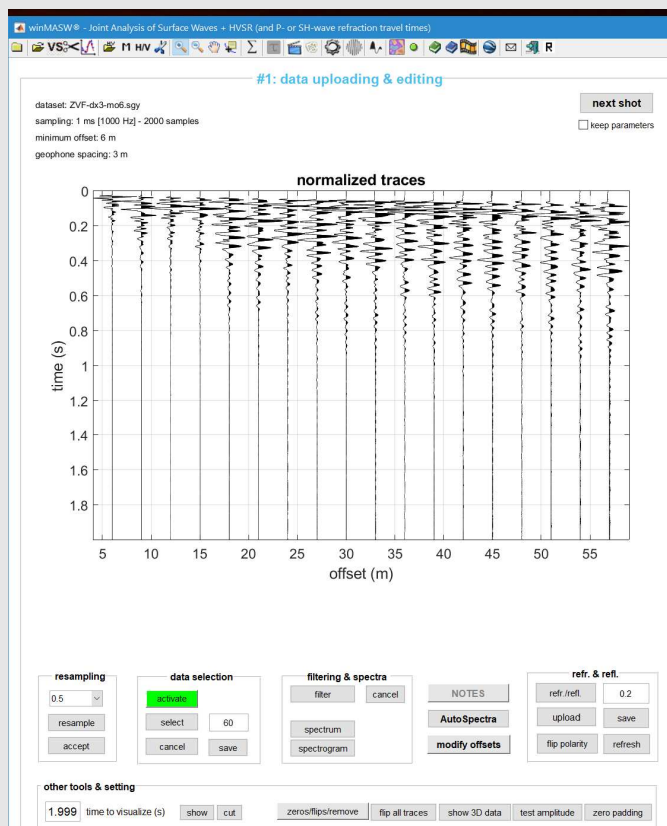 winMASW® - Joint Analysis of Surface Waves + HVSR (and P- or SH-wave refraction travel times)
VS M H/V Σ T R
#1: data uploading & editing
dataset: ZVF-dx3-mo6.sgy
sampling: 1 ms [1000 Hz] - 2000 samples
minimum offset: 6 m
geophone spacing: 3 m
next shot
keep parameters
normalized traces
0
0.2
0.4
0.6
0.8
1
1.2
1.4
1.6
1.8
time (s)
5 10 15 20 25 30 35 40 45 50 55
offset (m)
resampling
0.5
resample
accept
data selection
activate
select 60
cancel save
filtering & spectra
filter cancel
spectrum
spectrogram
NOTES
AutoSpectra
modify offsets
refr. & refl.
refr./refl. 0.2
upload save
flip polarity refresh
other tools & setting
1.999 time to visualize (s) show cut zeros/flips/remove flip all traces show 3D data test amplitude zero padding